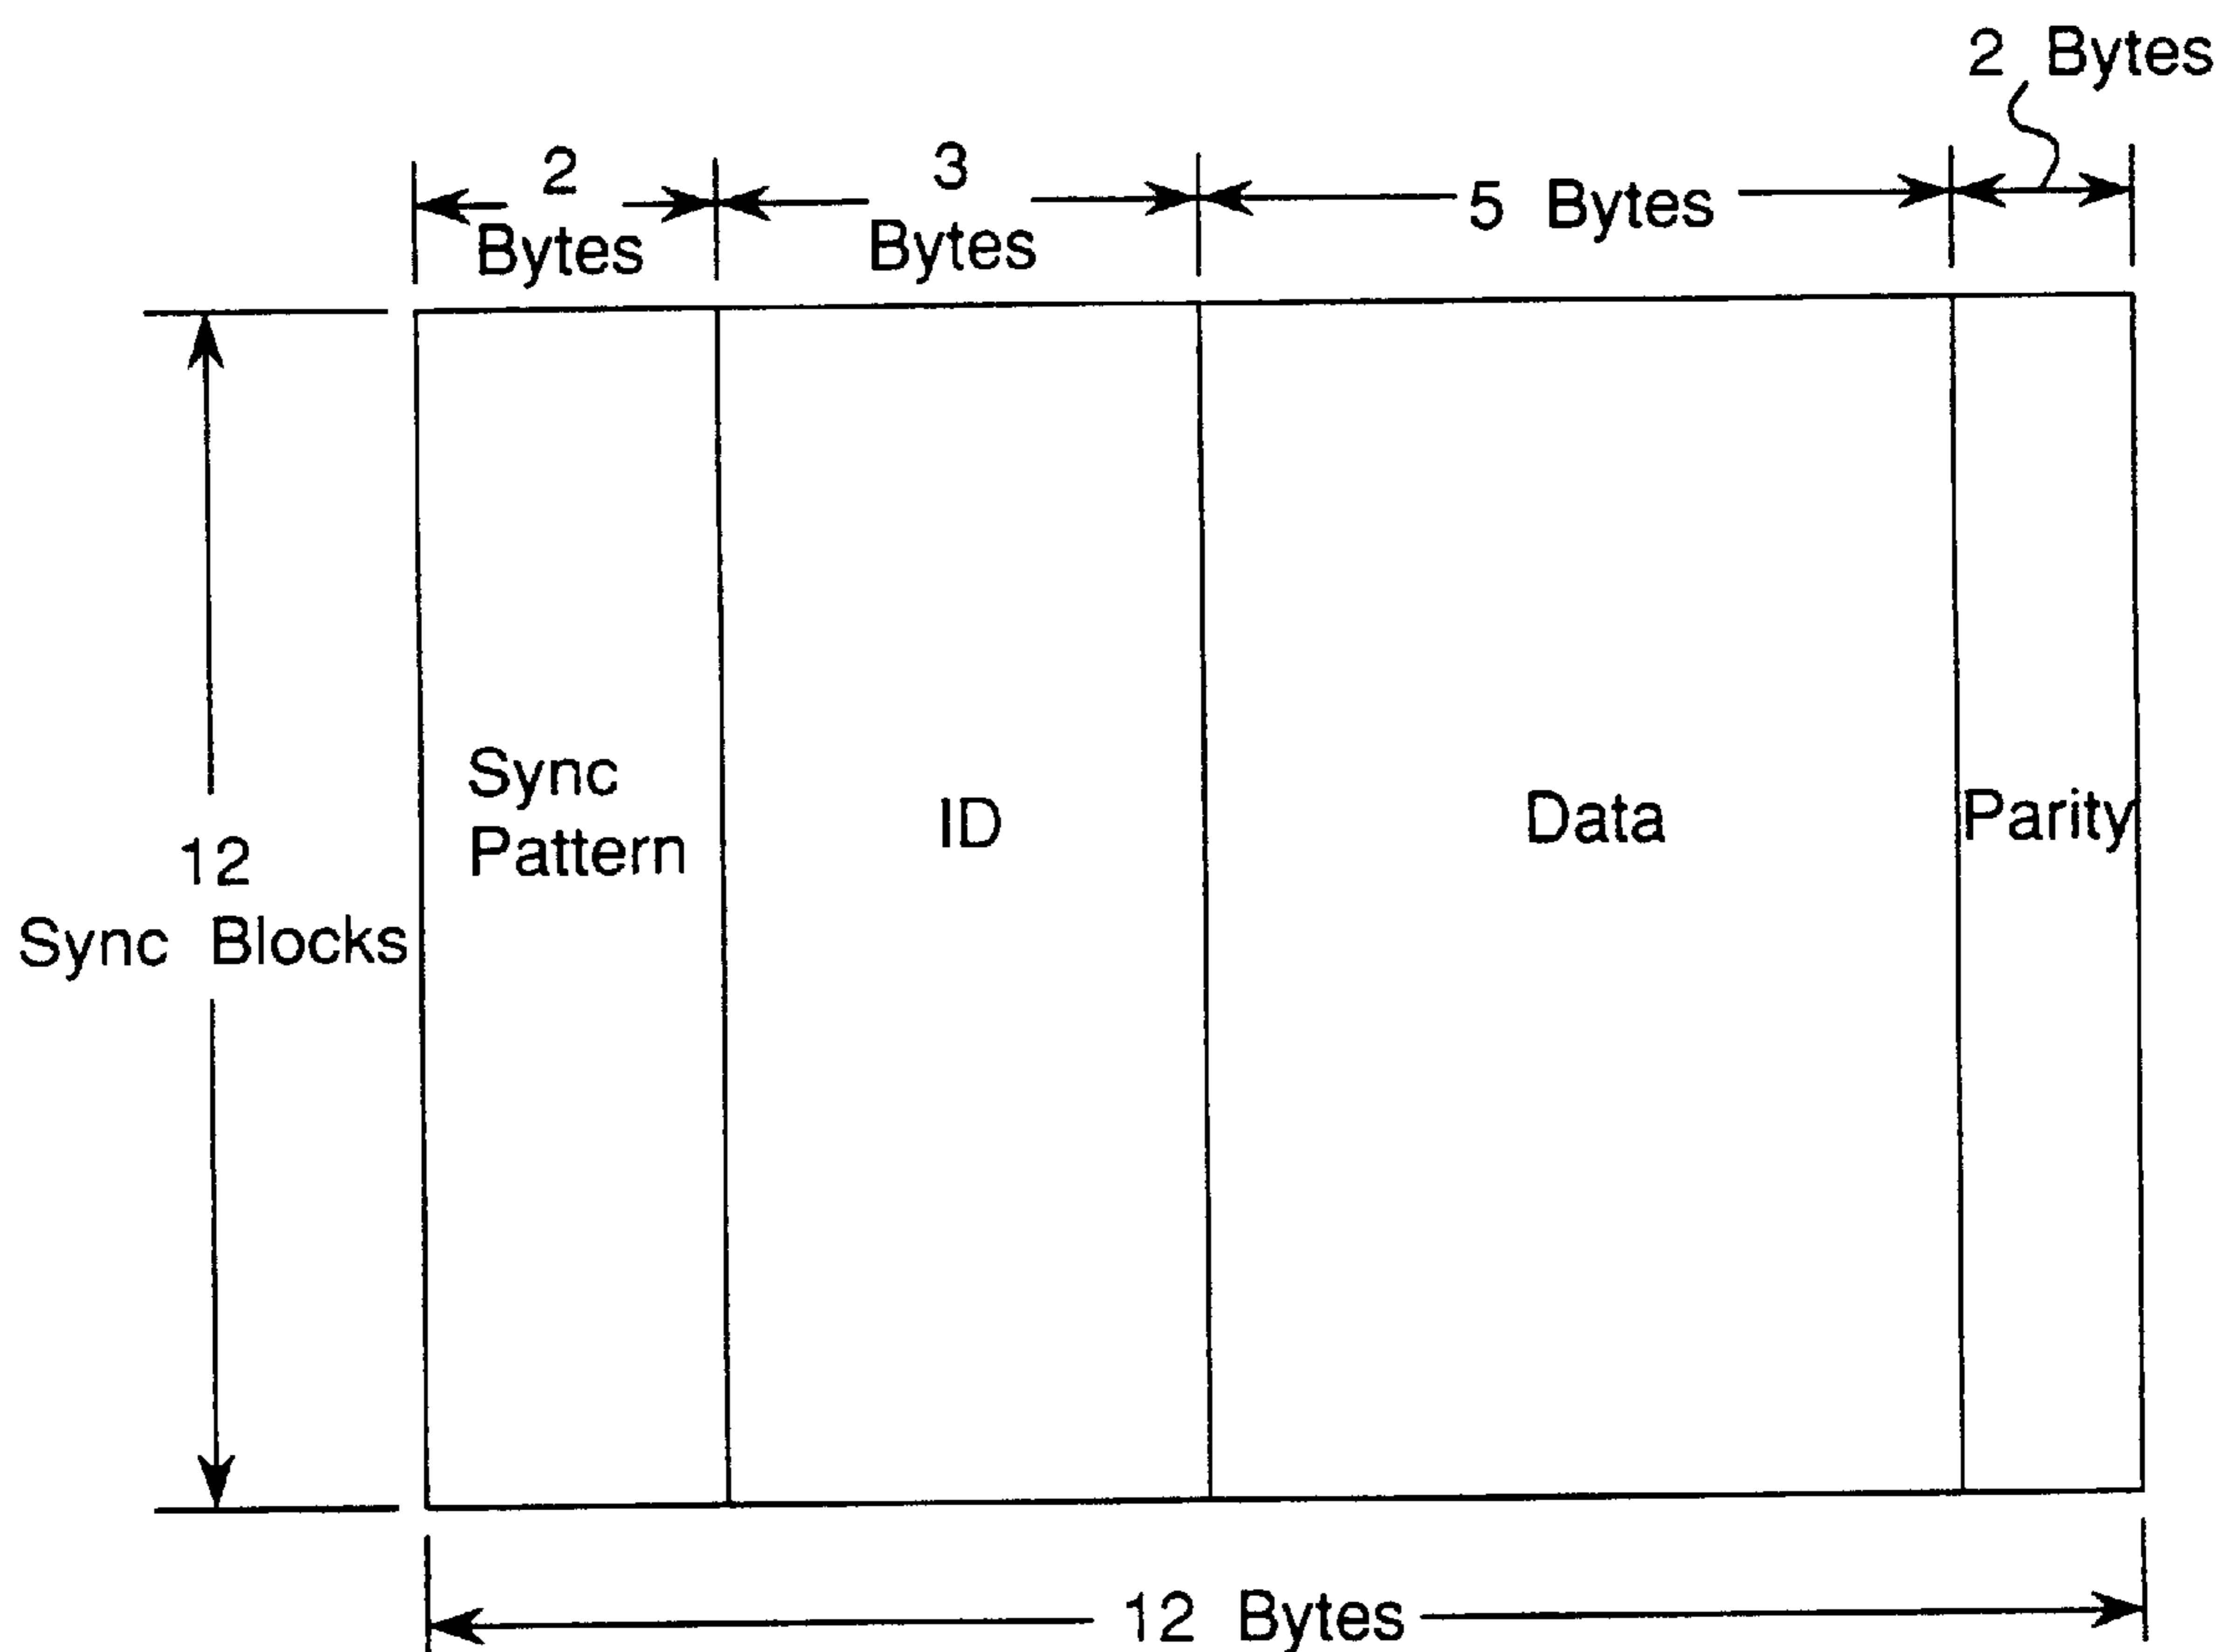 2 Bytes
2
Bytes
3
Bytes
5 Bytes
Sync
Pattern
ID
Data
Parity
12
Sync Blocks
12 Bytes